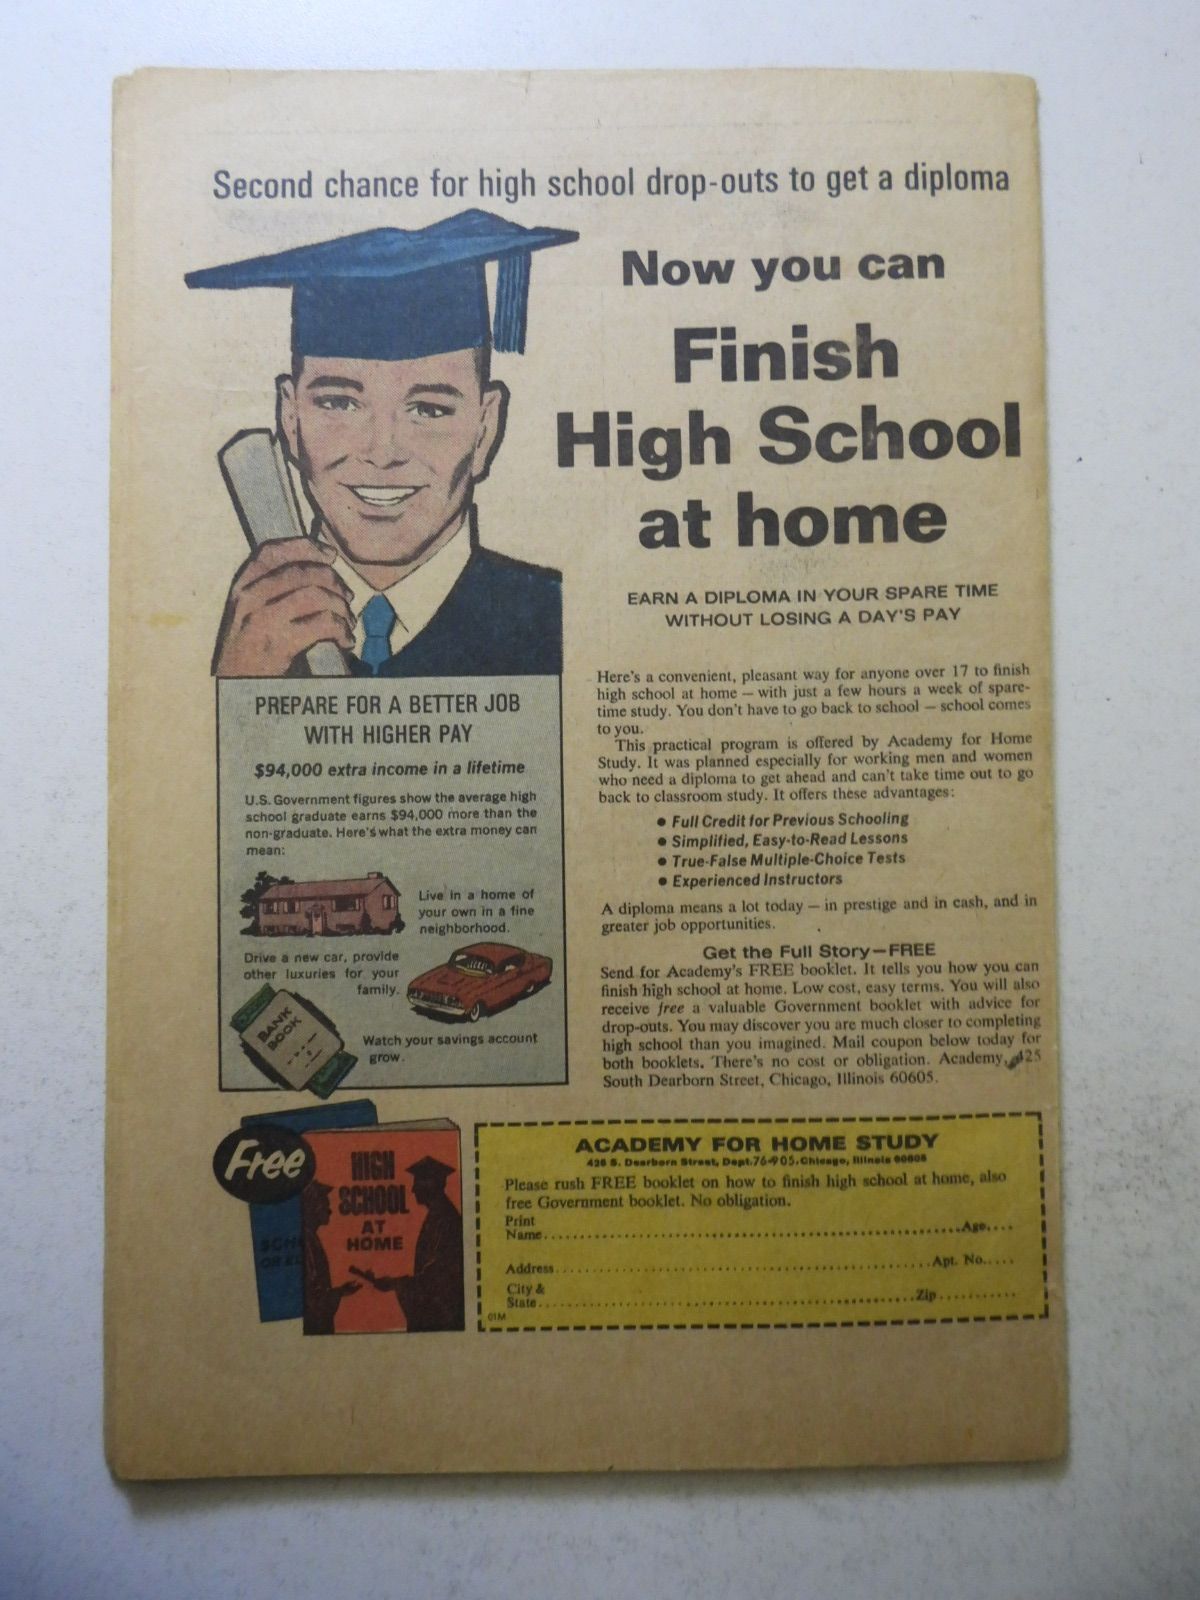 Second chance for high school drop-outs to get a diploma
Now you can
Finish
High School
at home
EARN A DIPLOMA IN YOUR SPARE TIME
WITHOUT LOSING A DAY'S PAY
Here's a convenient, pleasant way for anyone over 17 to finish
high school at home — with just a few hours a week of spare-
time study. You don't have to go back to school — school comes
to you.
This practical program is offered by Academy for Home
Study. It was planned especially for working men and women
who need a diploma to get ahead and can't take time out to go
back to classroom study. It offers these advantages:
● Full Credit for Previous Schooling
● Simplified, Easy-to-Read Lessons
● True-False Multiple-Choice Tests
● Experienced Instructors
A diploma means a lot today — in prestige and in cash, and in
greater job opportunities.
Get the Full Story—FREE
Send for Academy's FREE booklet. It tells you how you can
finish high school at home. Low cost, easy terms. You will also
receive free a valuable Government booklet with advice for
drop-outs. You may discover you are much closer to completing
high school than you imagined. Mail coupon below today for
both booklets. There's no cost or obligation. Academy,
South Dearborn Street, Chicago, Illinois 60605.
PREPARE FOR A BETTER JOB
WITH HIGHER PAY
$94,000 extra income in a lifetime
U.S. Government figures show the average high
school graduate earns $94,000 more than the
non-graduate. Here's what the extra money can
mean:
Live in a home of
your own in a fine
neighborhood.
Drive a new car, provide
other luxuries for your
family.
BANK
BOOK
Watch your savings account
grow.
Free
HIGH
SCHOOL
AT
HOME
ACADEMY FOR HOME STUDY
S. Dearborn Street, Dept. 76-905, Chicago, Illinois 60605
Please rush FREE booklet on how to finish high school at home, also
free Government booklet. No obligation.
Print
Name Age
Address Apt. No.
City &
State Zip
01M